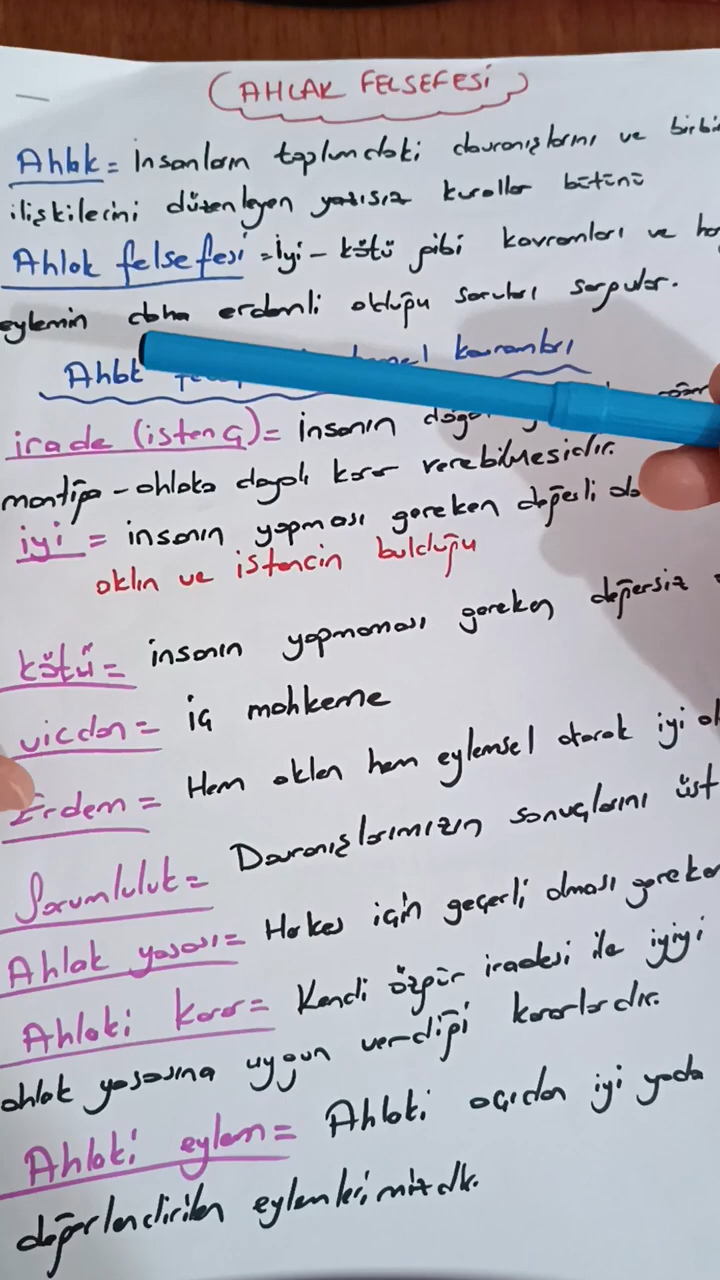 AHLAK FELSEFESİ
Ahlak = İnsanların toplumdaki davranışlarını ve birbi
ilişkilerini düzenleyen yazısız kurallar bütünü
Ahlak felsefesi = İyi - kötü gibi kavramları ve ha
eylemin daha erdemli olduğu soruları sorgular.
Ahlak kavramları
irade (istenç) = İnsanın
mantığa - ahlaka dayalı karar verebilmesidir.
iyi = insanın yapması gereken değerli
aklın ve istencin bulduğu
kötü = insanın yapmaması gereken değersiz
vicdan = iç mahkeme
Erdem = Hem aklen hem eylemsel olarak iyi ol
Sorumluluk = Davranışlarımızın sonuçlarını üst
Ahlak yasası = Herkes için geçerli olması gereken
Ahlaki karar = Kendi özgür iradesi ile iyiyi
ahlak yasasına uygun verdiği kararlardır.
Ahlaki eylem = Ahlaki açıdan iyi yada
değerlendirilen eylemlerimizdir.